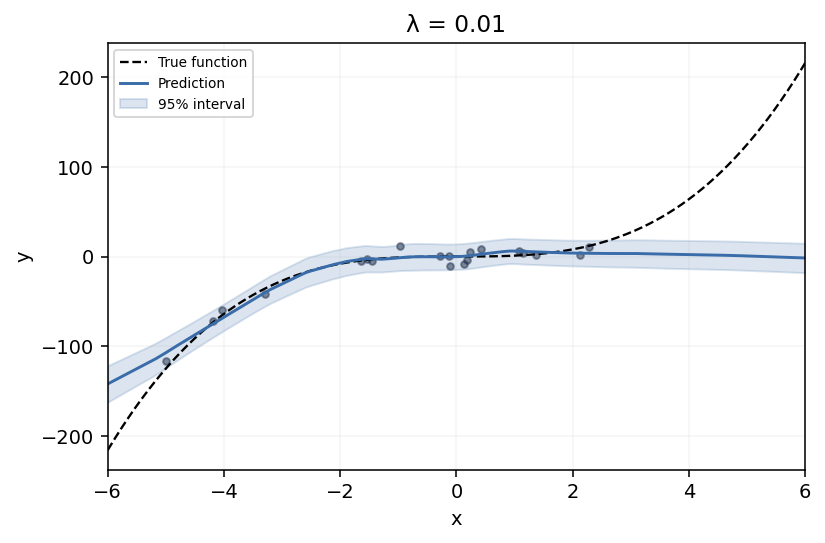 λ = 0.01
True function
Prediction
95% interval
y
200
100
0
−100
−200
−6
−4
−2
0
2
4
6
x